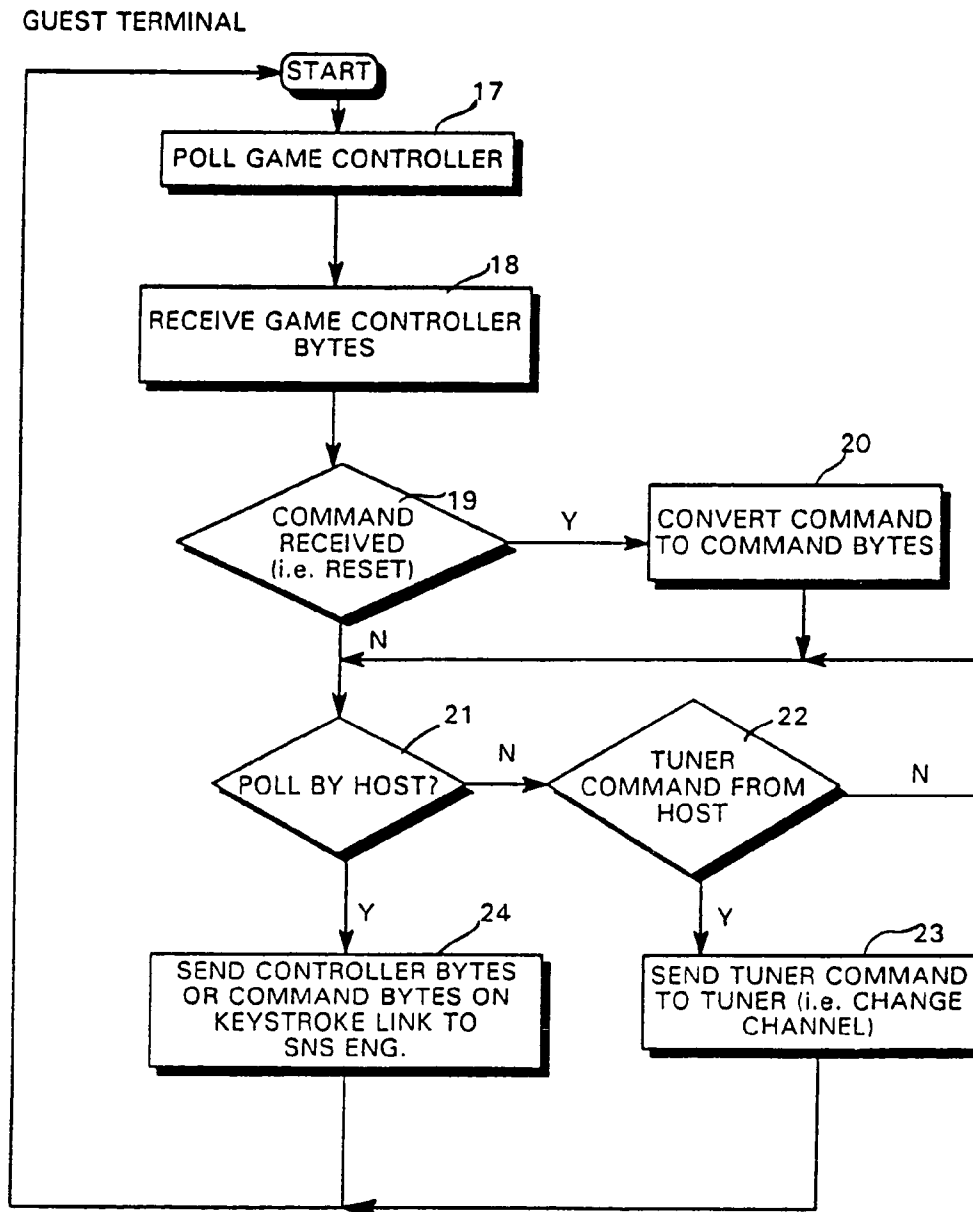 GUEST TERMINAL
START
17
POLL GAME CONTROLLER
18
RECEIVE GAME CONTROLLER
BYTES
19
COMMAND
RECEIVED
(i.e. RESET)
Y
20
CONVERT COMMAND
TO COMMAND BYTES
N
21
POLL BY HOST?
N
22
TUNER
COMMAND FROM
HOST
N
Y
24
SEND CONTROLLER BYTES
OR COMMAND BYTES ON
KEYSTROKE LINK TO
SNS ENG.
Y
23
SEND TUNER COMMAND
TO TUNER (i.e. CHANGE
CHANNEL)